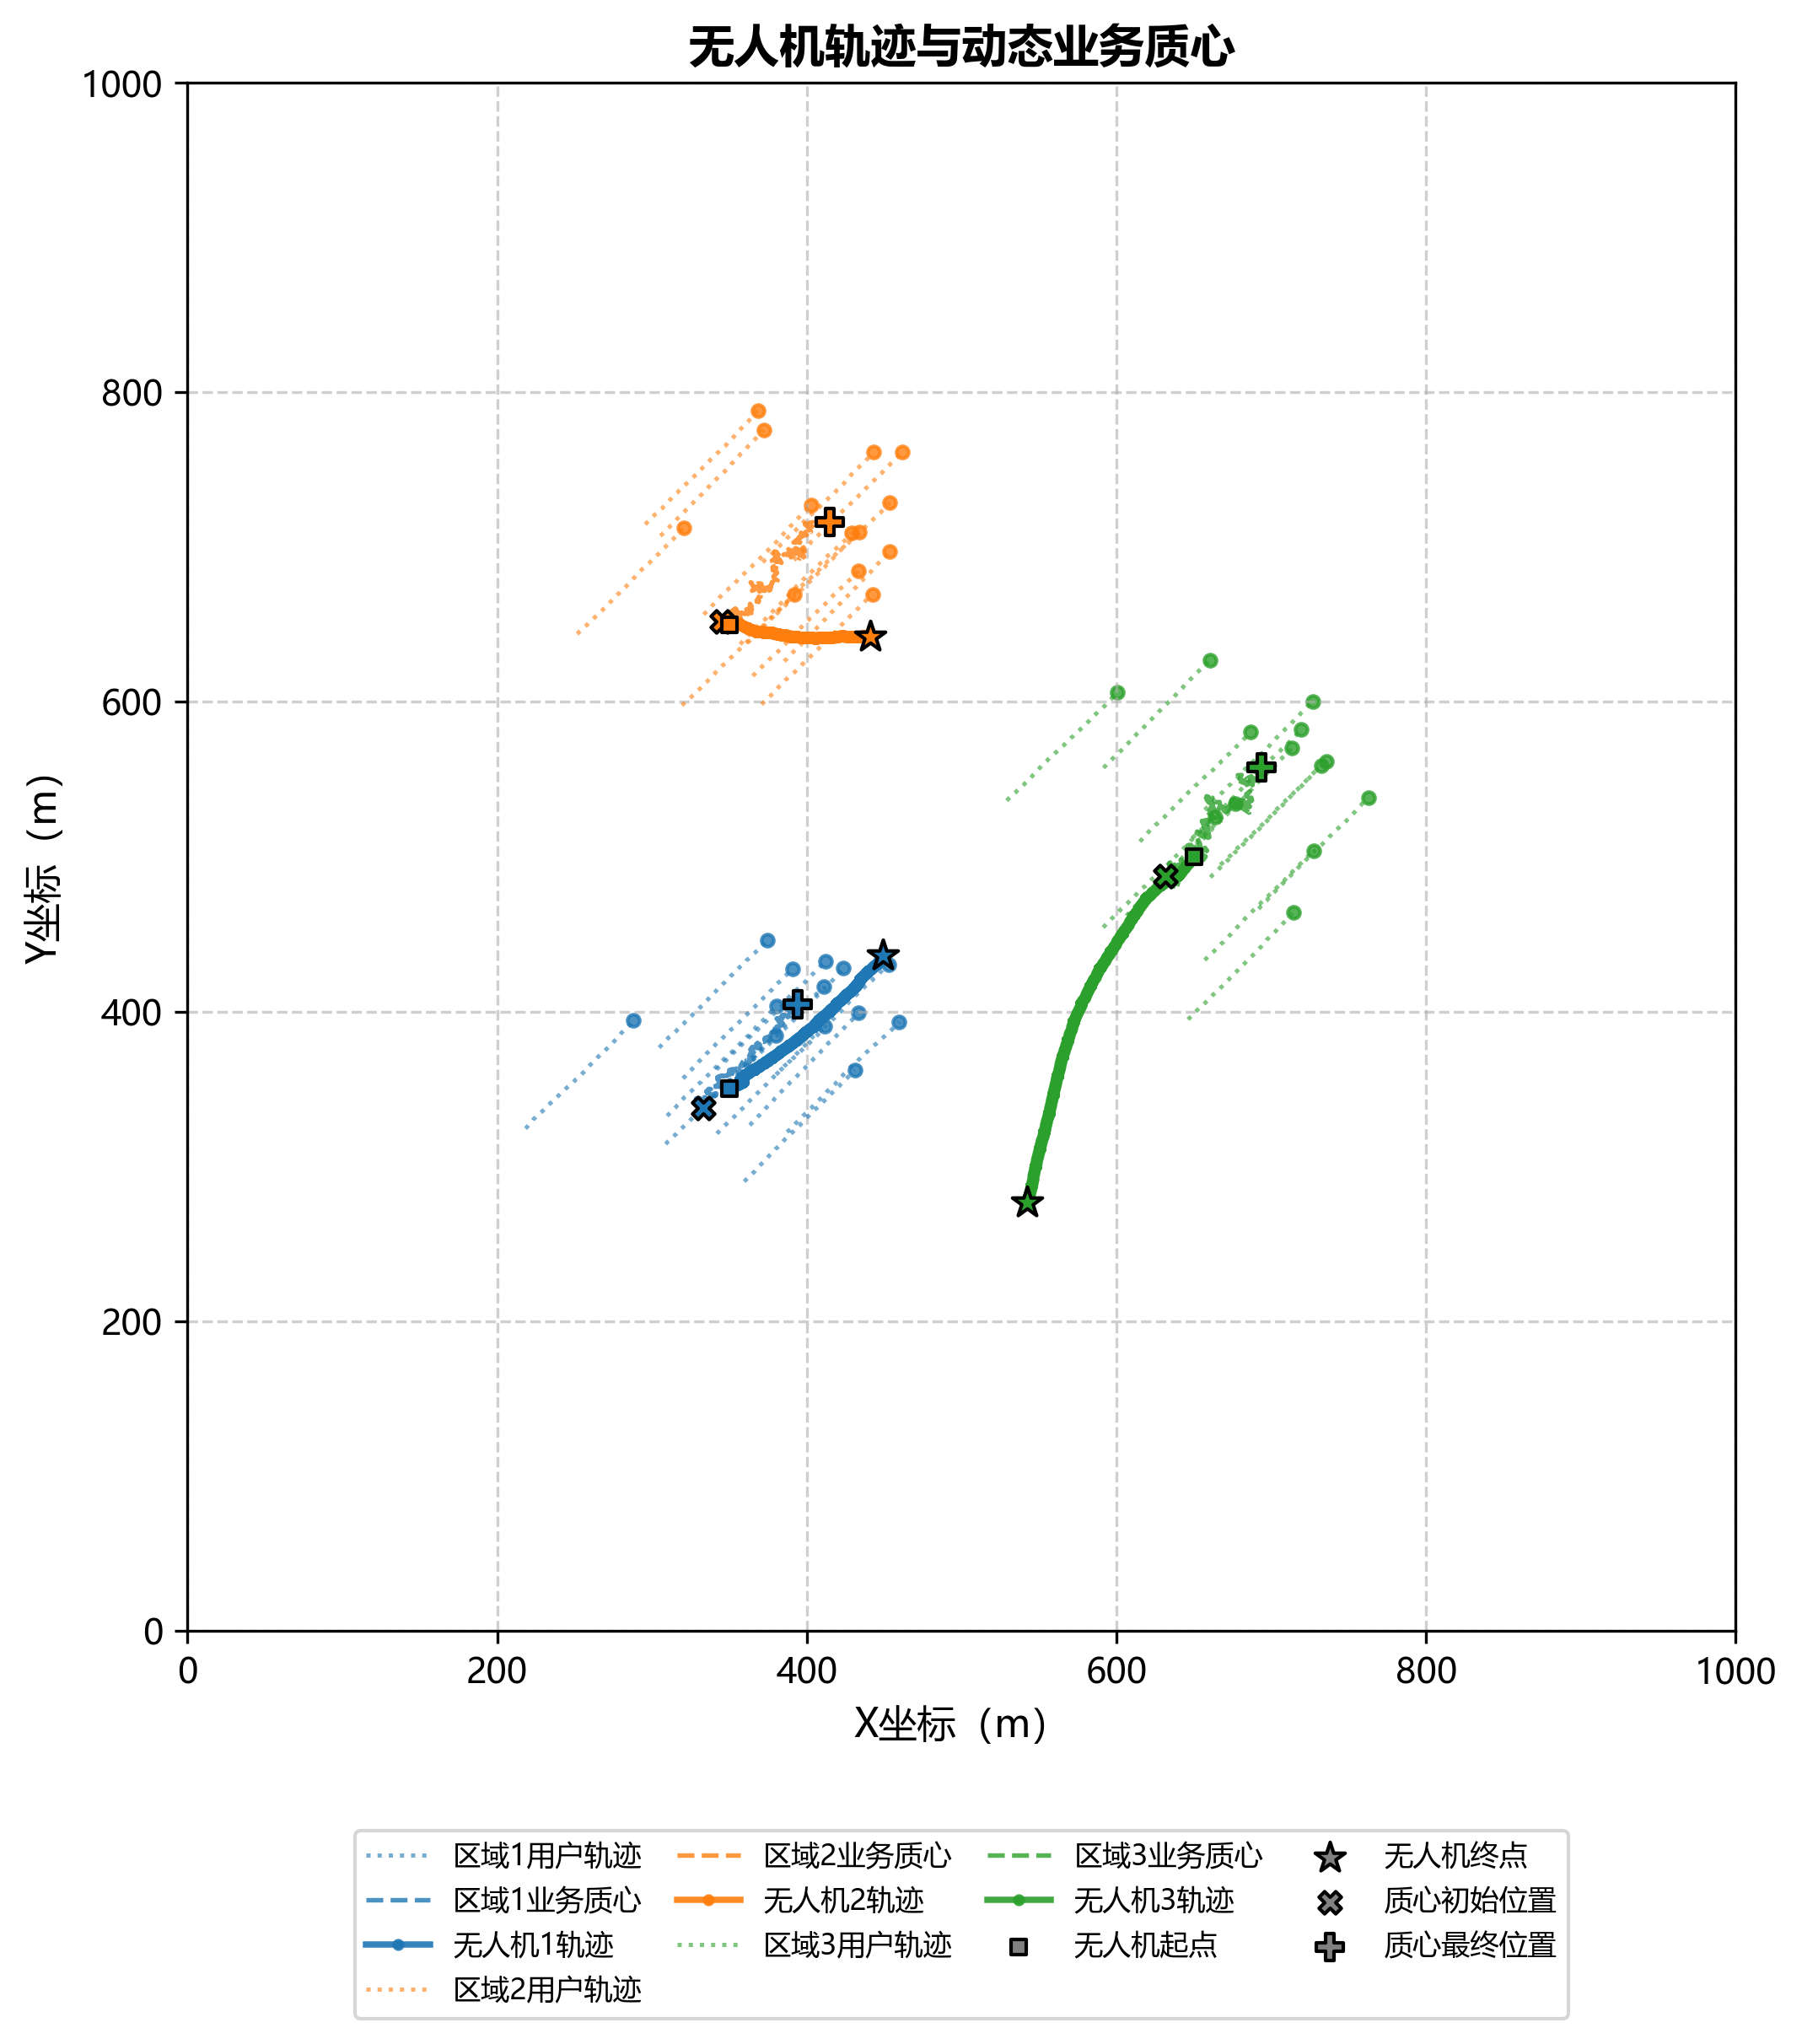 无人机轨迹与动态业务质心
1000
800
600
400
200
0
Y坐标（m）
0 200 400 600 800 1000
X坐标（m）
区域1用户轨迹 区域2业务质心 区域3业务质心 无人机终点
区域1业务质心 无人机2轨迹 无人机3轨迹 质心初始位置
无人机1轨迹 区域3用户轨迹 无人机起点 质心最终位置
区域2用户轨迹